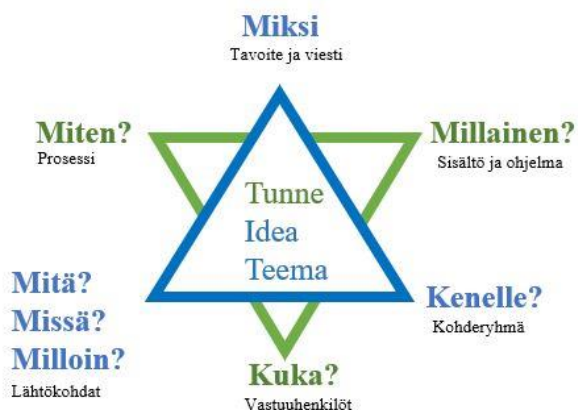 Miksi
Tavoite ja viesti
Miten?
Prosessi
Millainen?
Sisältö ja ohjelma
Tunne
Idea
Teema
Mitä?
Missä?
Milloin?
Lähtökohdat
Kenelle?
Kohderyhmä
Kuka?
Vastuuhenkilöt